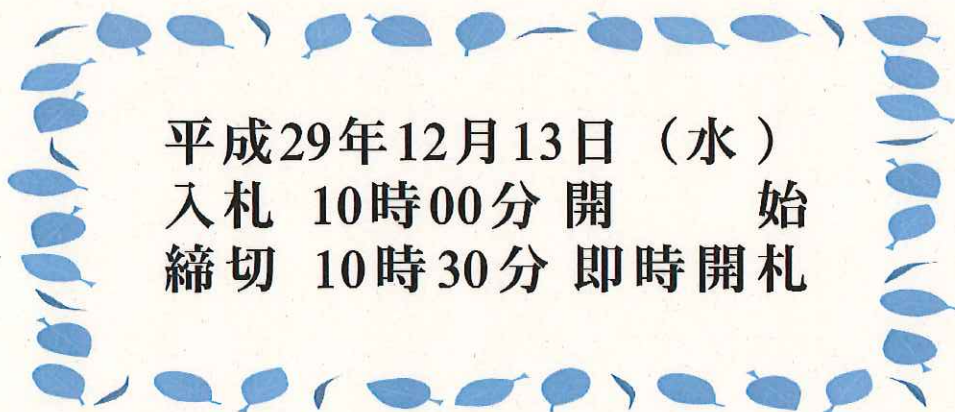 平成29年12月13日（水）
入札 10時00分 開　　始
締切 10時30分 即時開札